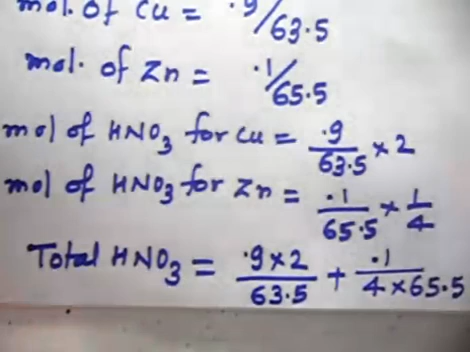 mol. of Cu = .9/63.5
mol. of Zn = .1/65.5
mol of HNO3 for Cu = .9/63.5 × 2
mol of HNO3 for Zn = .1/65.5 × 1/4
Total HNO3 = .9×2/63.5 + .1/4×65.5